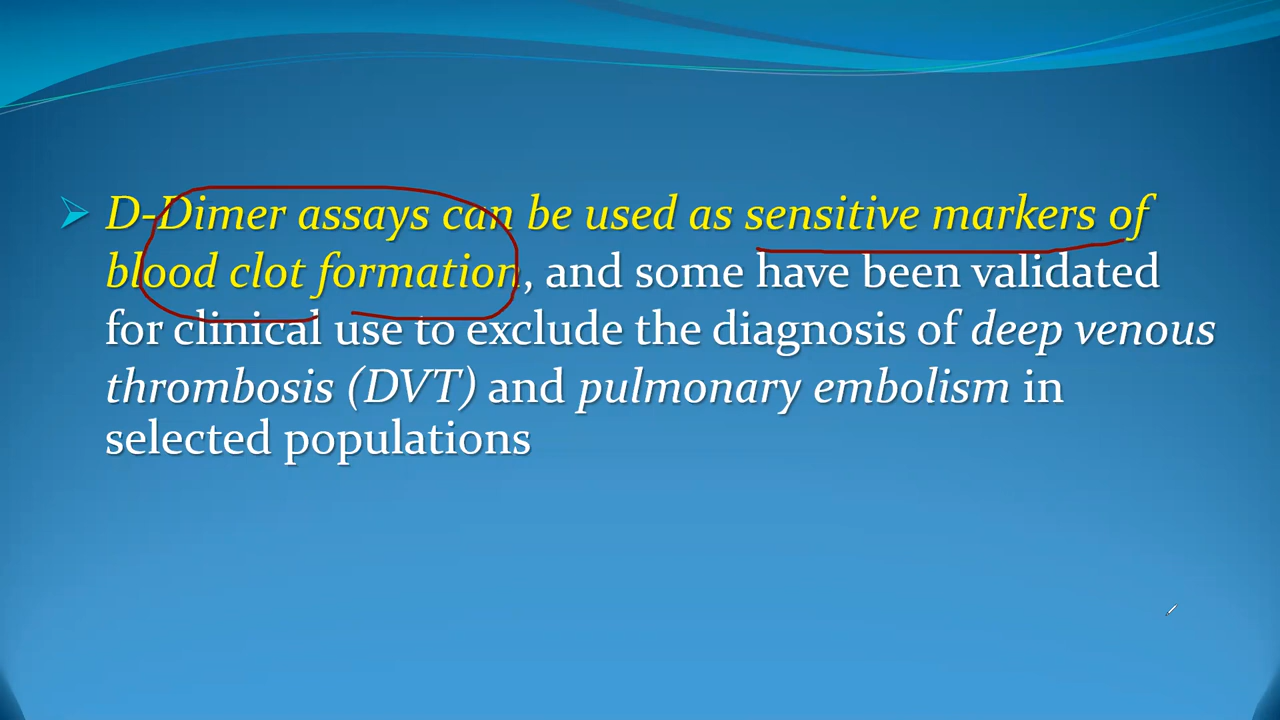 D-Dimer assays can be used as sensitive markers of
blood clot formation, and some have been validated
for clinical use to exclude the diagnosis of deep venous
thrombosis (DVT) and pulmonary embolism in
selected populations